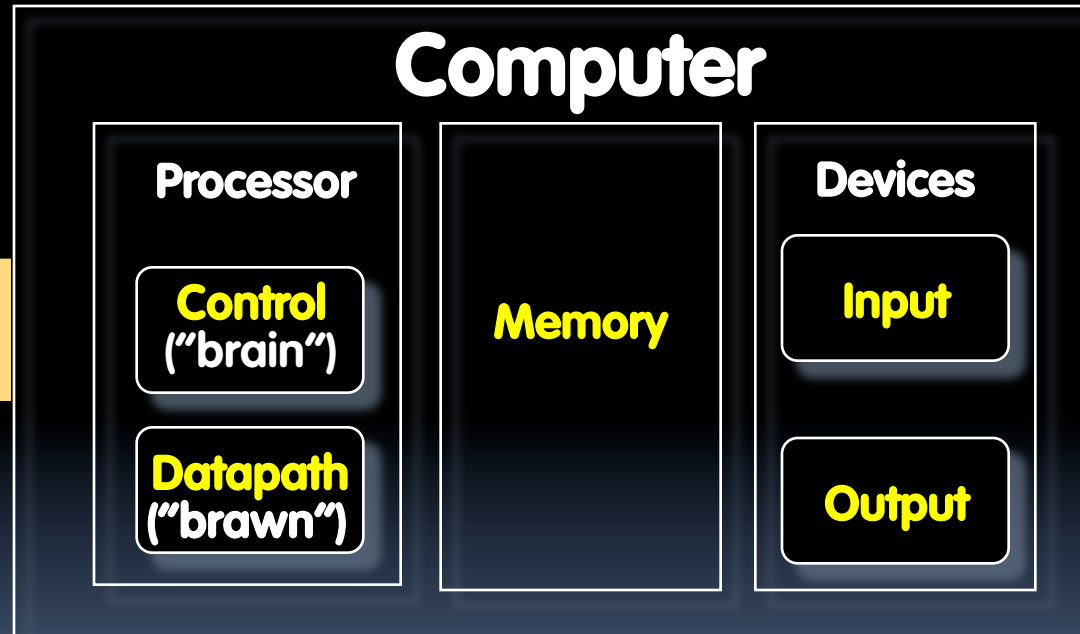 Computer
Processor
Control
("brain")
Datapath
("brawn")
Memory
Devices
Input
Output